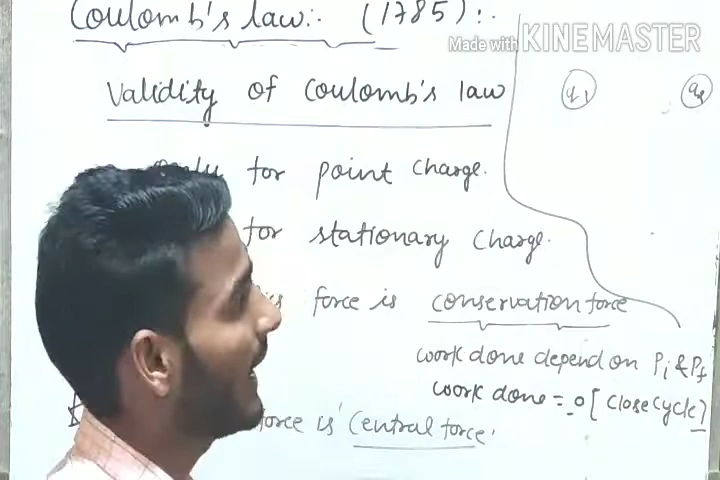 Coulomb's law:. (1785):.
Made with KINEMASTER
Validity of Coulomb's law
q1
only for point charge.
for stationary charge.
force is conservation force
work done depend on Pi & Pf
work done = 0 [close cycle]
force is central force.